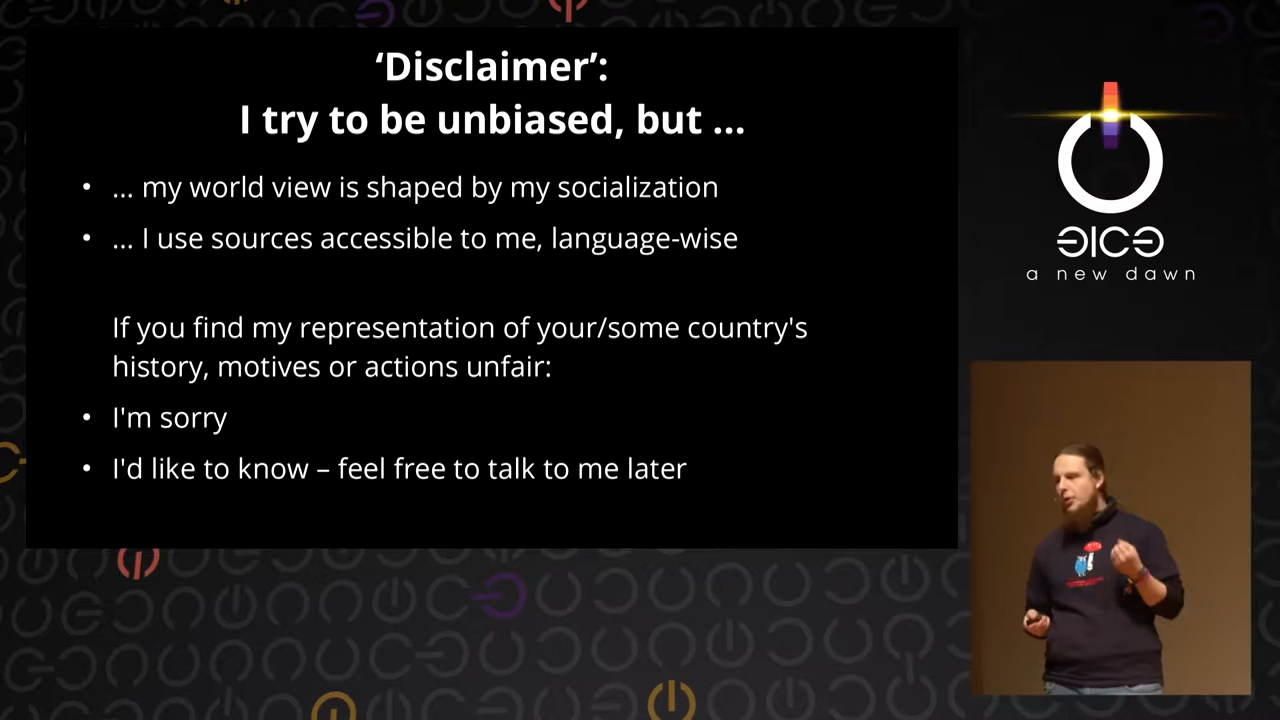 ‘Disclaimer’:
I try to be unbiased, but ...
• ... my world view is shaped by my socialization
• ... I use sources accessible to me, language-wise
If you find my representation of your/some country's
history, motives or actions unfair:
• I'm sorry
• I'd like to know – feel free to talk to me later
a new dawn